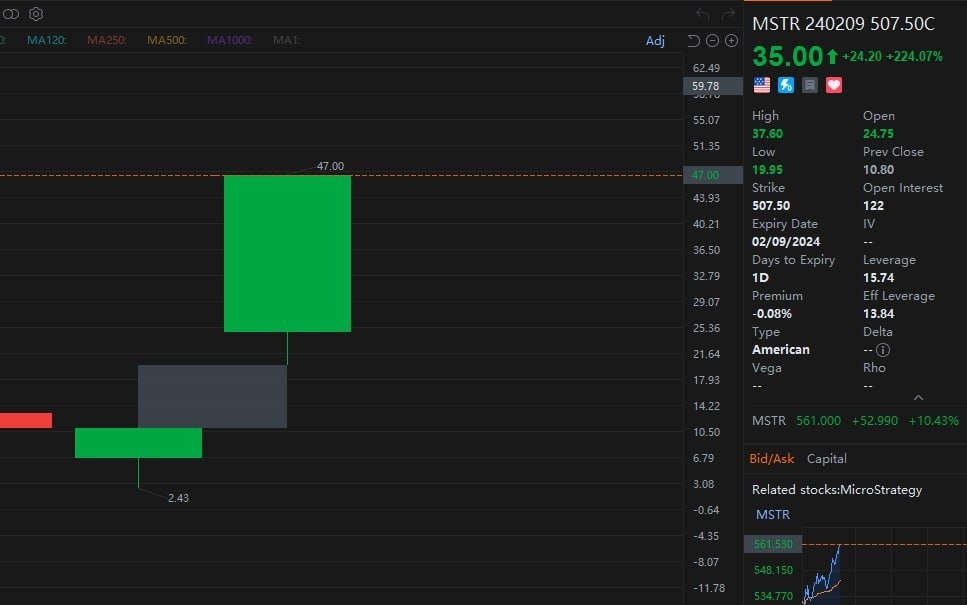 MSTR 240209 507.50C
0: MA120: MA250: MA500: MA1000: MA1:
Adj
35.00 +24.20 +224.07%
High Open
37.60 24.75
Low Prev Close
19.95 10.80
Strike Open Interest
507.50 122
Expiry Date IV
02/09/2024 --
Days to Expiry Leverage
1D 15.74
Premium Eff Leverage
-0.08% 13.84
Type Delta
American --
Vega Rho
-- --
MSTR 561.000 +52.990 +10.43%
Bid/Ask Capital
Related stocks:MicroStrategy
MSTR
561.530
548.150
534.770
62.49
59.78
55.07
51.35
47.00
43.93
40.21
36.50
32.79
29.07
25.36
21.64
17.93
14.22
10.50
6.79
3.08
-0.64
-4.35
-8.07
-11.78
47.00
2.43